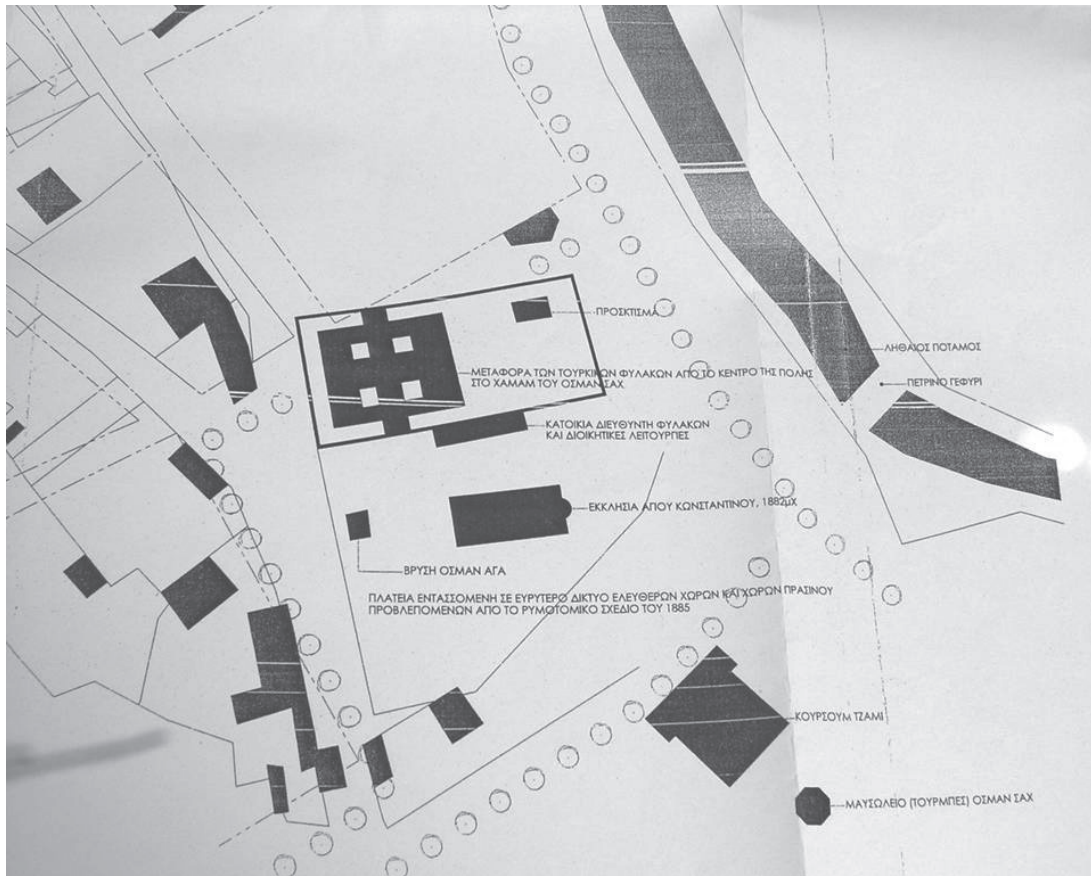 ΠΡΟΣΚΤΙΣΜΑ
ΛΗΘΑΙΟΣ ΠΟΤΑΜΟΣ
ΜΕΤΑΦΟΡΑ ΤΩΝ ΤΟΥΡΚΙΚΩΝ ΦΥΛΑΚΩΝ ΑΠΟ ΤΟ ΚΕΝΤΡΟ ΤΗΣ ΠΟΛΗΣ
ΣΤΟ ΧΑΜΑΜ ΤΟΥ ΟΣΜΑΝ ΣΑΧ
ΠΕΤΡΙΝΟ ΓΕΦΥΡΙ
ΚΑΤΟΙΚΙΑ ΔΙΕΥΘΥΝΤΗ ΦΥΛΑΚΩΝ
ΚΑΙ ΔΙΟΙΚΗΤΙΚΕΣ ΛΕΙΤΟΥΡΓΙΕΣ
ΕΚΚΛΗΣΙΑ ΑΓΙΟΥ ΚΩΝΣΤΑΝΤΙΝΟΥ, 1882μΧ
ΒΡΥΣΗ ΟΣΜΑΝ ΑΓΑ
ΠΛΑΤΕΙΑ ΕΝΤΑΣΣΟΜΕΝΗ ΣΕ ΕΥΡΥΤΕΡΟ ΔΙΚΤΥΟ ΕΛΕΥΘΕΡΩΝ ΧΩΡΩΝ ΚΑΙ ΧΩΡΩΝ ΠΡΑΣΙΝΟΥ
ΠΡΟΒΛΕΠΟΜΕΝΩΝ ΑΠΟ ΤΟ ΡΥΜΟΤΟΜΙΚΟ ΣΧΕΔΙΟ ΤΟΥ 1885
ΚΟΥΡΣΟΥΜ ΤΖΑΜΙ
ΜΑΥΣΩΛΕΙΟ (ΤΟΥΡΜΠΕΣ) ΟΣΜΑΝ ΣΑΧ